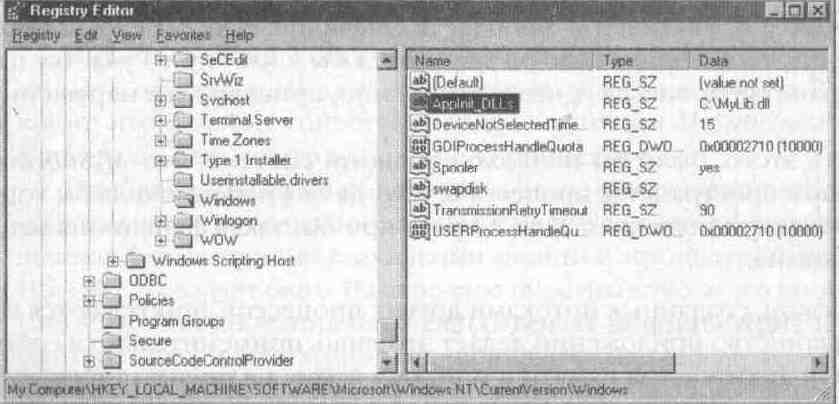 Registry Editor
Registry Edit View Favorites Help
SeCEdit
SrvWiz
Svchost
Terminal Server
Time Zones
Type 1 Installer
Userinstallable.drivers
Windows
Winlogon
WOW
Windows Scripting Host
ODBC
Policies
Program Groups
Secure
SourceCodeControlProvider
Name Type Data
(Default) REG_SZ (value not set)
AppInit_DLLs REG_SZ C:\MyLib.dll
DeviceNotSelectedTime... REG_SZ 15
GDIProcessHandleQuota REG_DWO... 0x00002710 (10000)
Spooler REG_SZ yes
swapdisk REG_SZ
TransmissionRetryTimeout REG_SZ 90
USERProcessHandleQu... REG_DWO... 0x00002710 (10000)
My Computer\HKEY_LOCAL_MACHINE\SOFTWARE\Microsoft\Windows NT\CurrentVersion\Windows